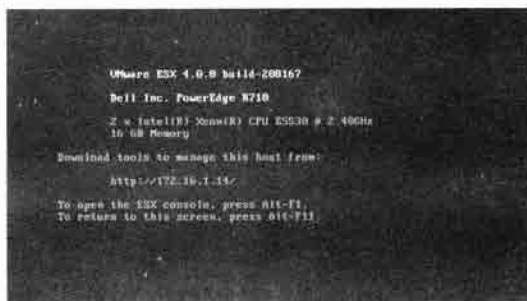 VMware ESX 4.0.0 build-208167
Dell Inc. PowerEdge R710
2 x Intel(R) Xeon(R) CPU E5530 @ 2.40GHz
16 GB Memory
Download tools to manage this host from:
http://172.16.1.14/
To open the ESX console, press Alt-F1.
To return to this screen, press Alt-F11